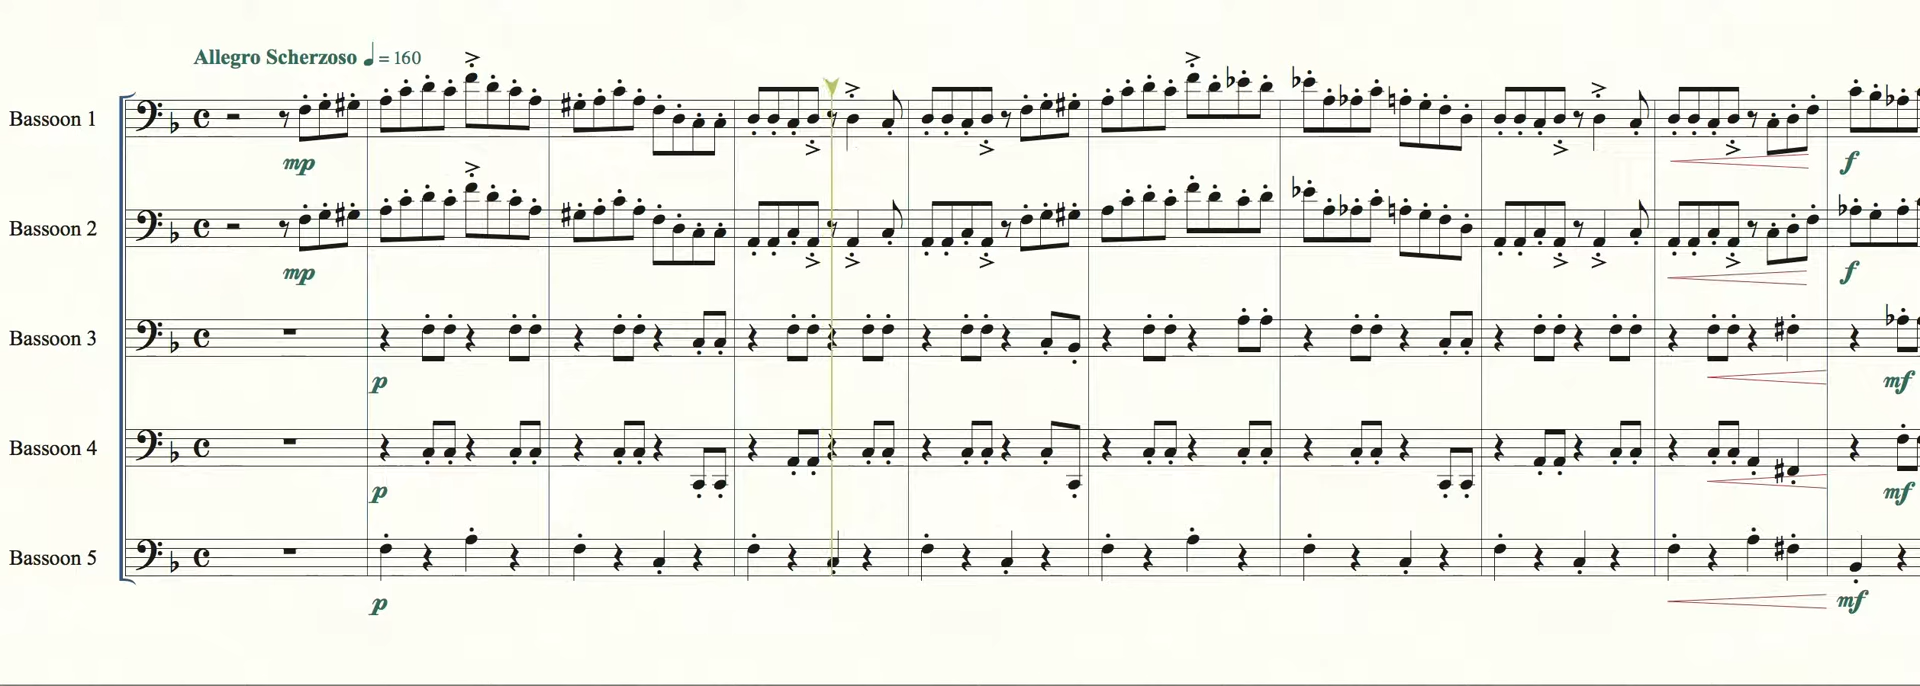 Allegro Scherzoso ♩ = 160
Bassoon 1
mp
f
Bassoon 2
mp
f
Bassoon 3
p
mf
Bassoon 4
p
mf
Bassoon 5
p
mf